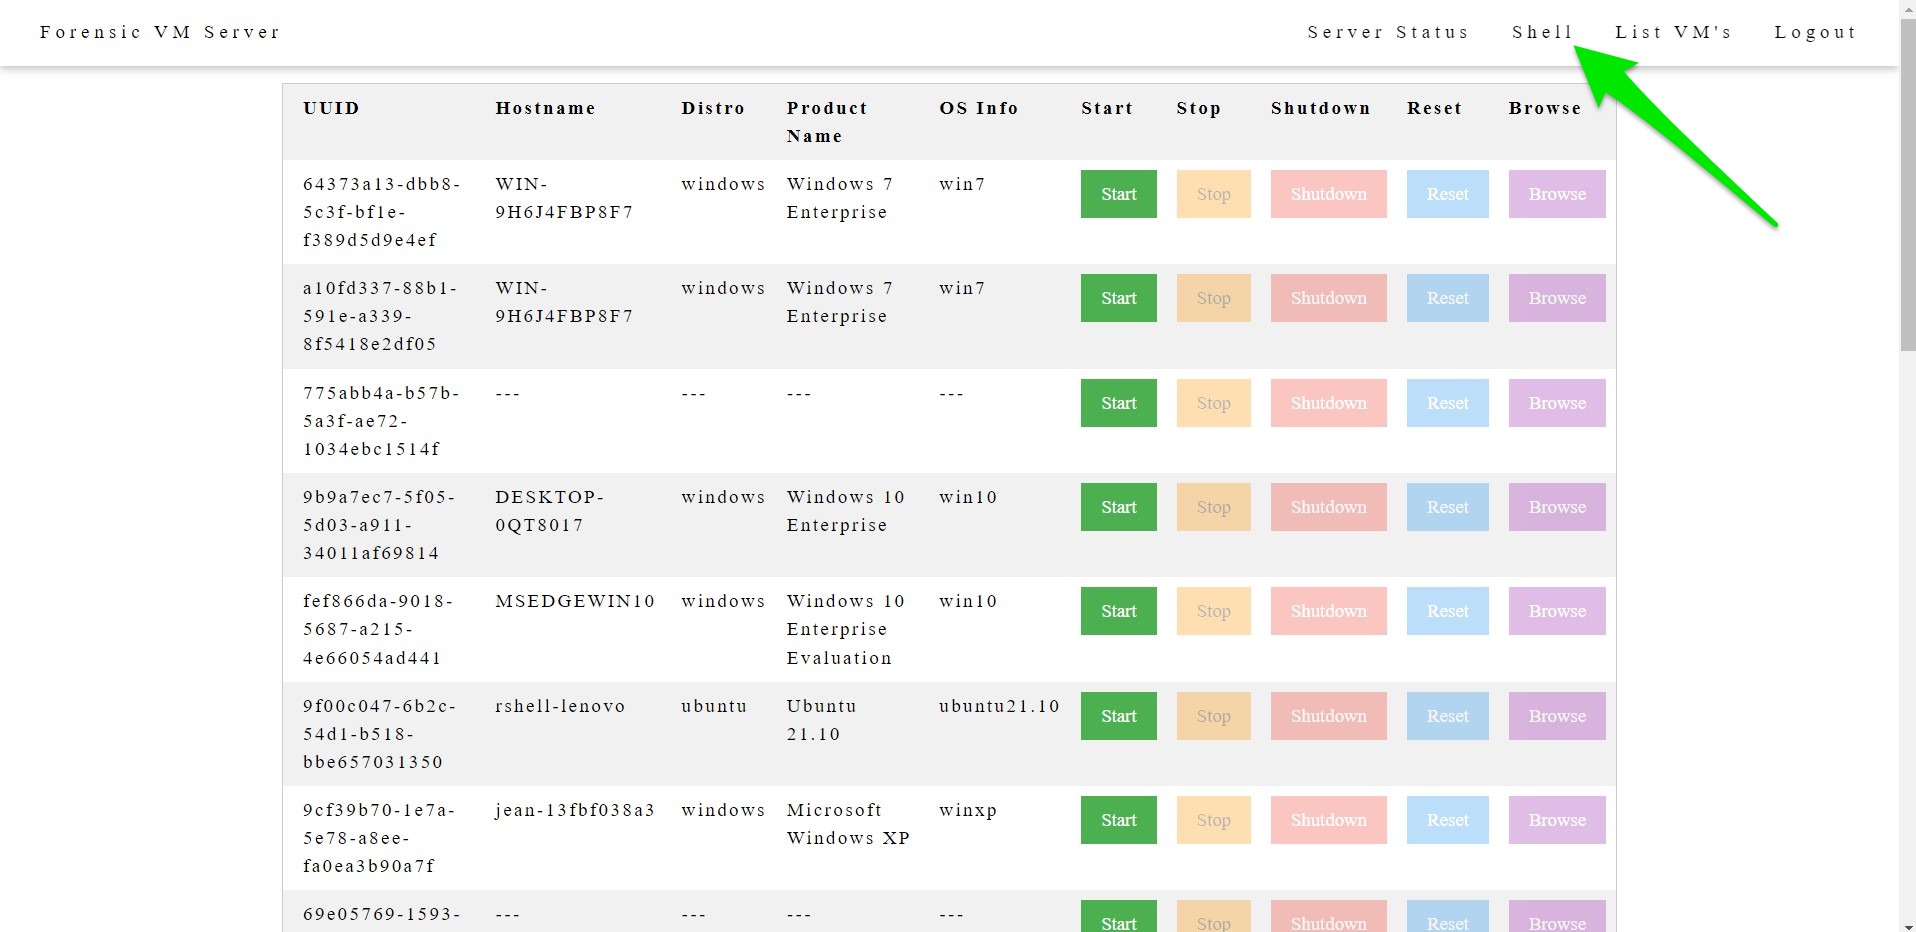 Forensic VM Server Server Status Shell List VM's Logout
UUID Hostname Distro Product Name OS Info Start Stop Shutdown Reset Browse
64373a13-dbb8- WIN- windows Windows 7 win7 Start Stop Shutdown Reset Browse
5c3f-bf1e- 9H6J4FBP8F7 Enterprise
f389d5d9e4ef
a10fd337-88b1- WIN- windows Windows 7 win7 Start Stop Shutdown Reset Browse
591e-a339- 9H6J4FBP8F7 Enterprise
8f5418e2df05
775abb4a-b57b- --- --- --- --- Start Stop Shutdown Reset Browse
5a3f-ae72-
1034ebc1514f
9b9a7ec7-5f05- DESKTOP- windows Windows 10 win10 Start Stop Shutdown Reset Browse
5d03-a911- 0QT8017 Enterprise
34011af69814
fef866da-9018- MSEDGEWIN10 windows Windows 10 win10 Start Stop Shutdown Reset Browse
5687-a215- Enterprise
4e66054ad441 Evaluation
9f00c047-6b2c- rshell-lenovo ubuntu Ubuntu ubuntu21.10 Start Stop Shutdown Reset Browse
54d1-b518- 21.10
bbe657031350
9cf39b70-1e7a- jean-13fbf038a3 windows Microsoft winxp Start Stop Shutdown Reset Browse
5e78-a8ee- Windows XP
fa0ea3b90a7f
69e05769-1593- --- --- --- --- Start Stop Shutdown Reset Browse